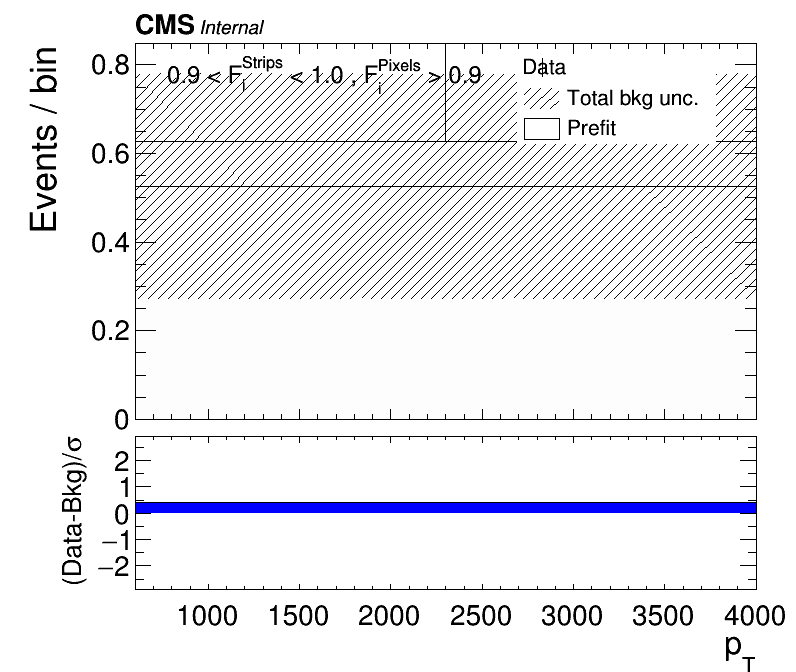 CMS Internal
Events / bin
0.8
0.6
0.4
0.2
0
0.9 < F_i^Strips < 1.0 , F_i^Pixels > 0.9
Data
Total bkg unc.
Prefit
(Data-Bkg)/σ
2
1
0
−1
−2
1000 1500 2000 2500 3000 3500 4000
p_T